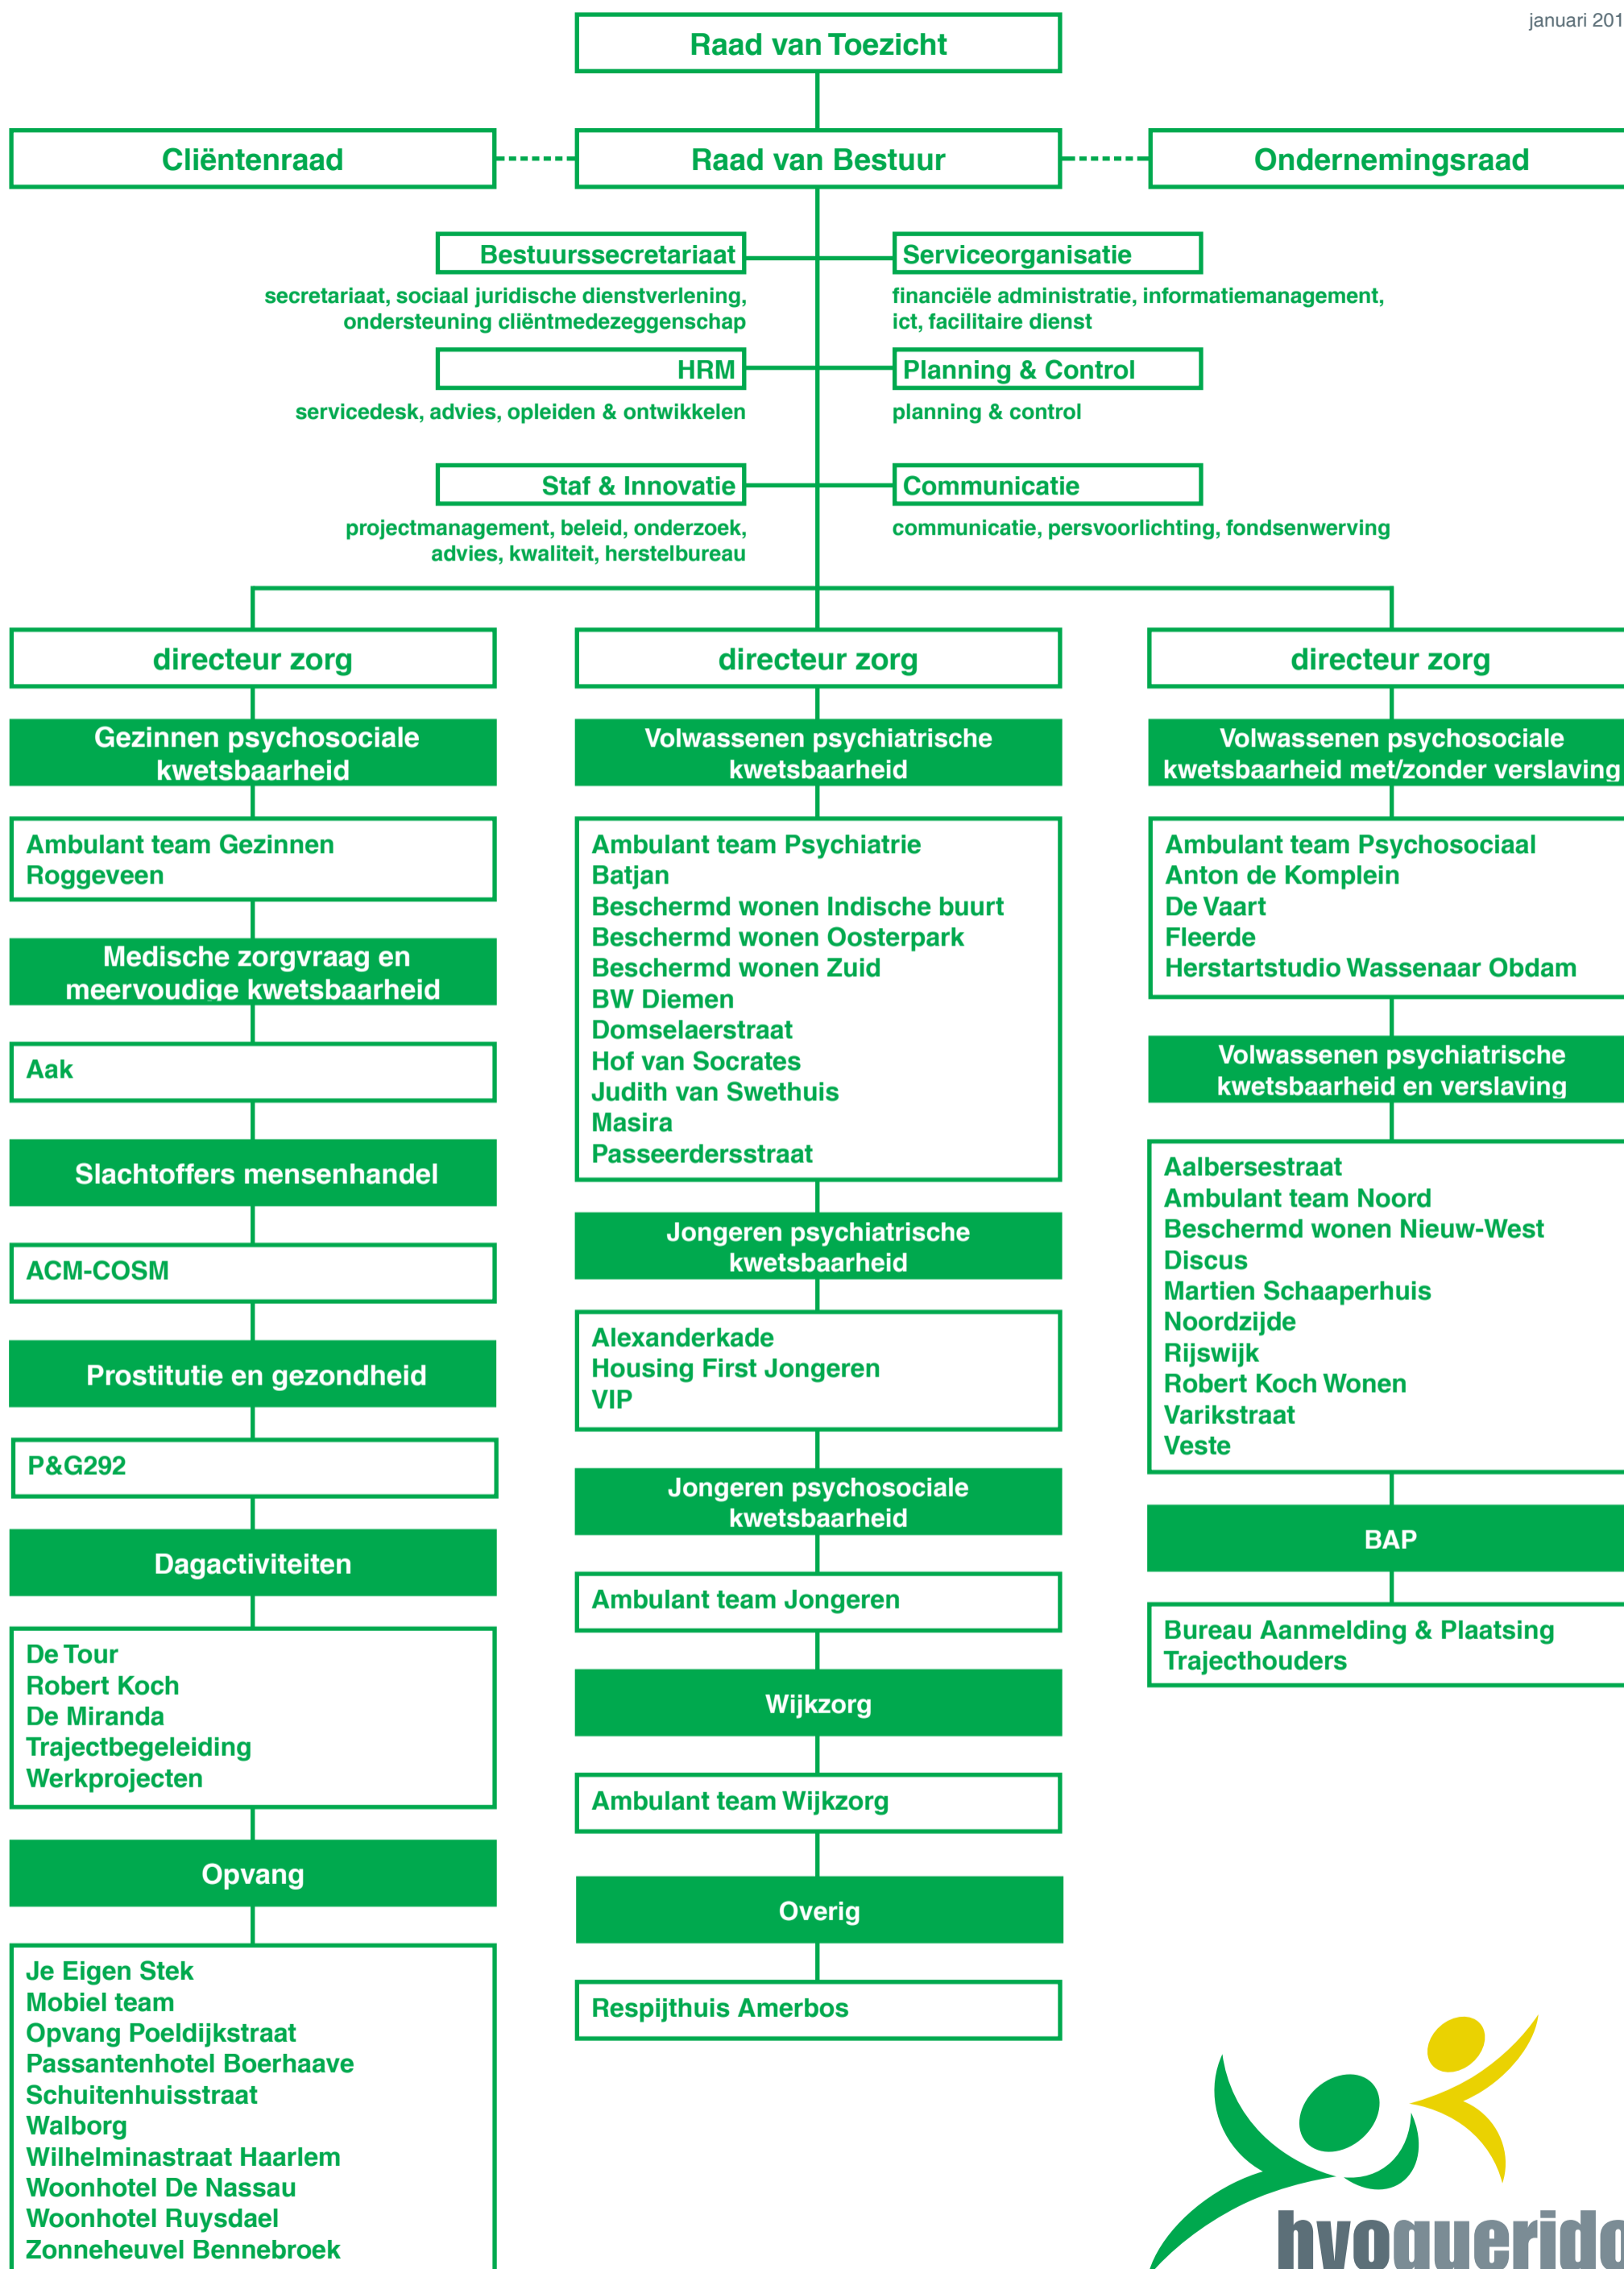 januari 201
Raad van Toezicht
Cliëntenraad
Raad van Bestuur
Ondernemingsraad
Bestuurssecretariaat
secretariaat, sociaal juridische dienstverlening,
ondersteuning cliëntmedezeggenschap
Serviceorganisatie
financiële administratie, informatiemanagement,
ict, facilitaire dienst
HRM
servicedesk, advies, opleiden & ontwikkelen
Planning & Control
planning & control
Staf & Innovatie
projectmanagement, beleid, onderzoek,
advies, kwaliteit, herstelbureau
Communicatie
communicatie, persvoorlichting, fondsenwerving
directeur zorg
Gezinnen psychosociale
kwetsbaarheid
Ambulant team Gezinnen
Roggeveen
Medische zorgvraag en
meervoudige kwetsbaarheid
Aak
Slachtoffers mensenhandel
ACM-COSM
Prostitutie en gezondheid
P&G292
Dagactiviteiten
De Tour
Robert Koch
De Miranda
Trajectbegeleiding
Werkprojecten
Opvang
Je Eigen Stek
Mobiel team
Opvang Poeldijkstraat
Passantenhotel Boerhaave
Schuitenhuisstraat
Walborg
Wilhelminastraat Haarlem
Woonhotel De Nassau
Woonhotel Ruysdael
Zonneheuvel Bennebroek
directeur zorg
Volwassenen psychiatrische
kwetsbaarheid
Ambulant team Psychiatrie
Batjan
Beschermd wonen Indische buurt
Beschermd wonen Oosterpark
Beschermd wonen Zuid
BW Diemen
Domselaerstraat
Hof van Socrates
Judith van Swethuis
Masira
Passeerdersstraat
Jongeren psychiatrische
kwetsbaarheid
Alexanderkade
Housing First Jongeren
VIP
Jongeren psychosociale
kwetsbaarheid
Ambulant team Jongeren
Wijkzorg
Ambulant team Wijkzorg
Overig
Respijthuis Amerbos
directeur zorg
Volwassenen psychosociale
kwetsbaarheid met/zonder verslaving
Ambulant team Psychosociaal
Anton de Komplein
De Vaart
Fleerde
Herstartstudio Wassenaar Obdam
Volwassenen psychiatrische
kwetsbaarheid en verslaving
Aalbersestraat
Ambulant team Noord
Beschermd wonen Nieuw-West
Discus
Martien Schaaperhuis
Noordzijde
Rijswijk
Robert Koch Wonen
Varikstraat
Veste
BAP
Bureau Aanmelding & Plaatsing
Trajecthouders
hvoquerido